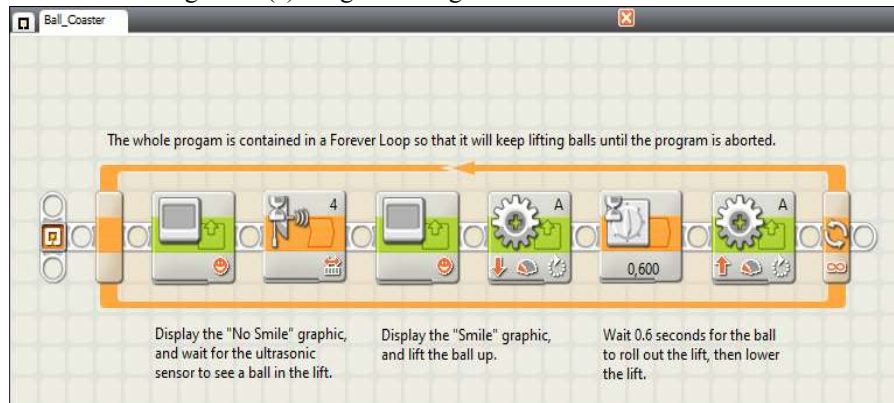 Ball_Coaster
The whole progam is contained in a Forever Loop so that it will keep lifting balls until the program is aborted.
4
A
A
0,600
Display the "No Smile" graphic,
and wait for the ultrasonic
sensor to see a ball in the lift.
Display the "Smile" graphic,
and lift the ball up.
Wait 0.6 seconds for the ball
to roll out the lift, then lower
the lift.